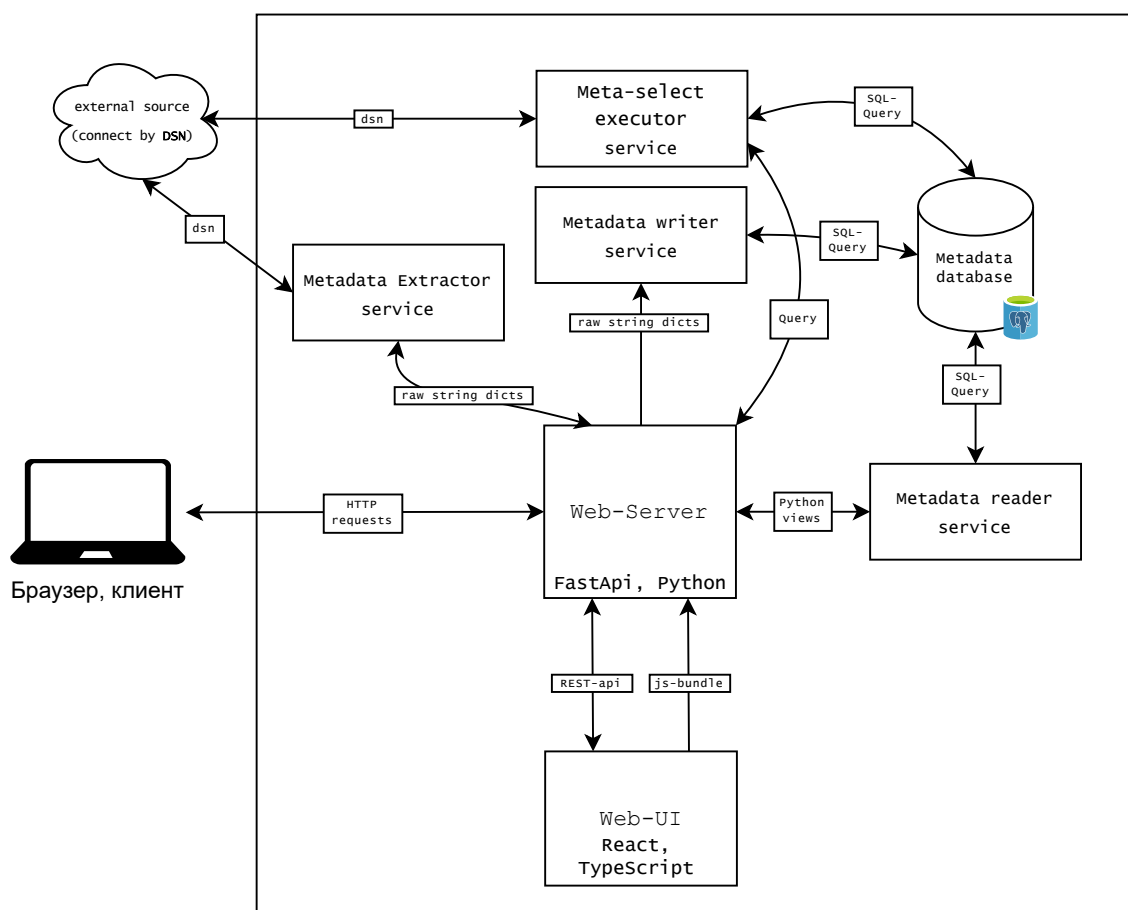 external source
(connect by DSN)
dsn
Meta-select
executor
service
SQL-
Query
Metadata writer
service
SQL-
Query
Metadata
database
dsn
Metadata Extractor
service
raw string dicts
Query
SQL-
Query
raw string dicts
HTTP
requests
Web-Server
FastApi, Python
Python
views
Metadata reader
service
Браузер, клиент
REST-api
js-bundle
Web-UI
React,
TypeScript